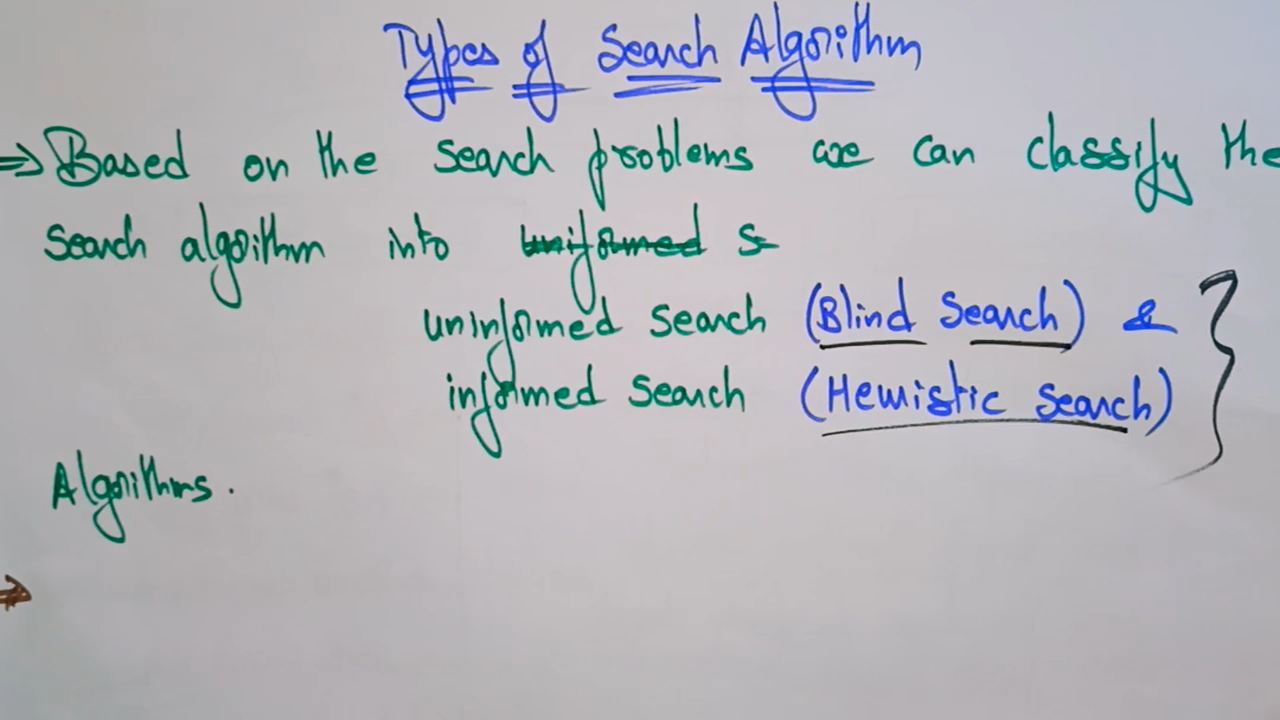 Types of Search Algorithm
⇒ Based on the search problems we can classify the
search algorithm into uniformed &
uninformed search (Blind Search) &
informed search (Heuristic search)
Algorithms.